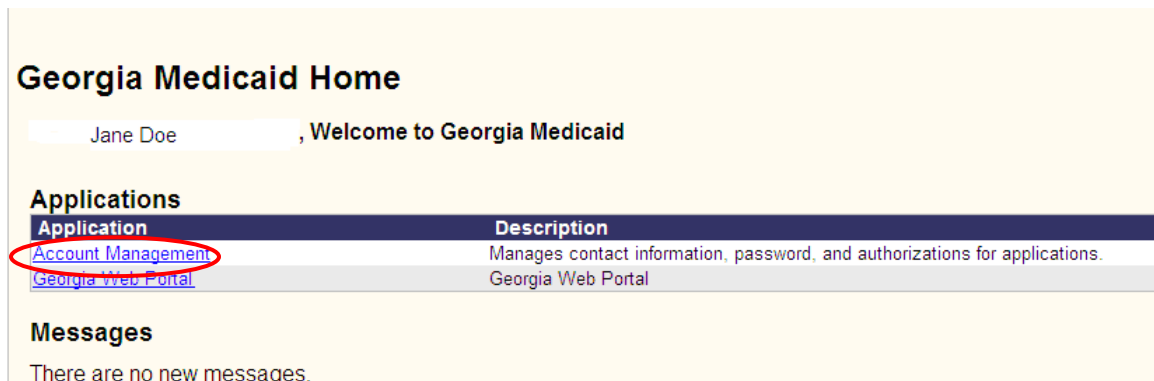 Georgia Medicaid Home
Jane Doe , Welcome to Georgia Medicaid
Applications
Application Description
Account Management Manages contact information, password, and authorizations for applications.
Georgia Web Portal Georgia Web Portal
Messages
There are no new messages.